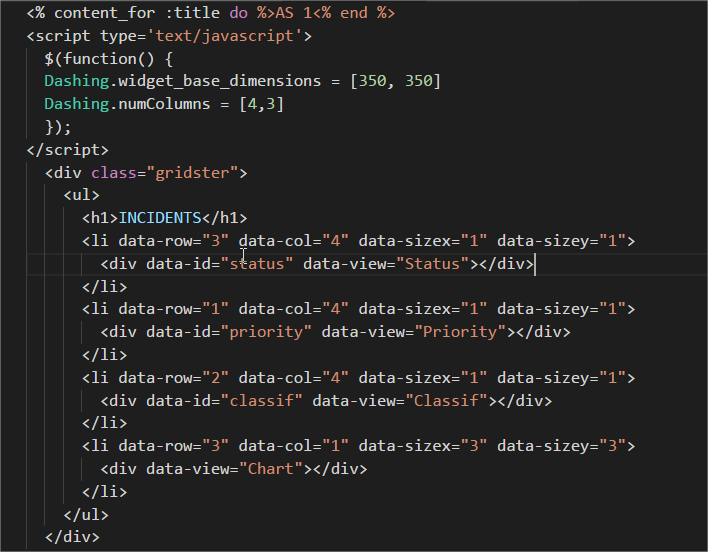 <% content_for :title do %>AS 1<% end %>
<script type='text/javascript'>
$(function() {
Dashing.widget_base_dimensions = [350, 350]
Dashing.numColumns = [4,3]
});
</script>
<div class="gridster">
<ul>
<h1>INCIDENTS</h1>
<li data-row="3" data-col="4" data-sizex="1" data-sizey="1">
<div data-id="status" data-view="Status"></div>
</li>
<li data-row="1" data-col="4" data-sizex="1" data-sizey="1">
<div data-id="priority" data-view="Priority"></div>
</li>
<li data-row="2" data-col="4" data-sizex="1" data-sizey="1">
<div data-id="classif" data-view="Classif"></div>
</li>
<li data-row="3" data-col="1" data-sizex="3" data-sizey="3">
<div data-view="Chart"></div>
</li>
</ul>
</div>